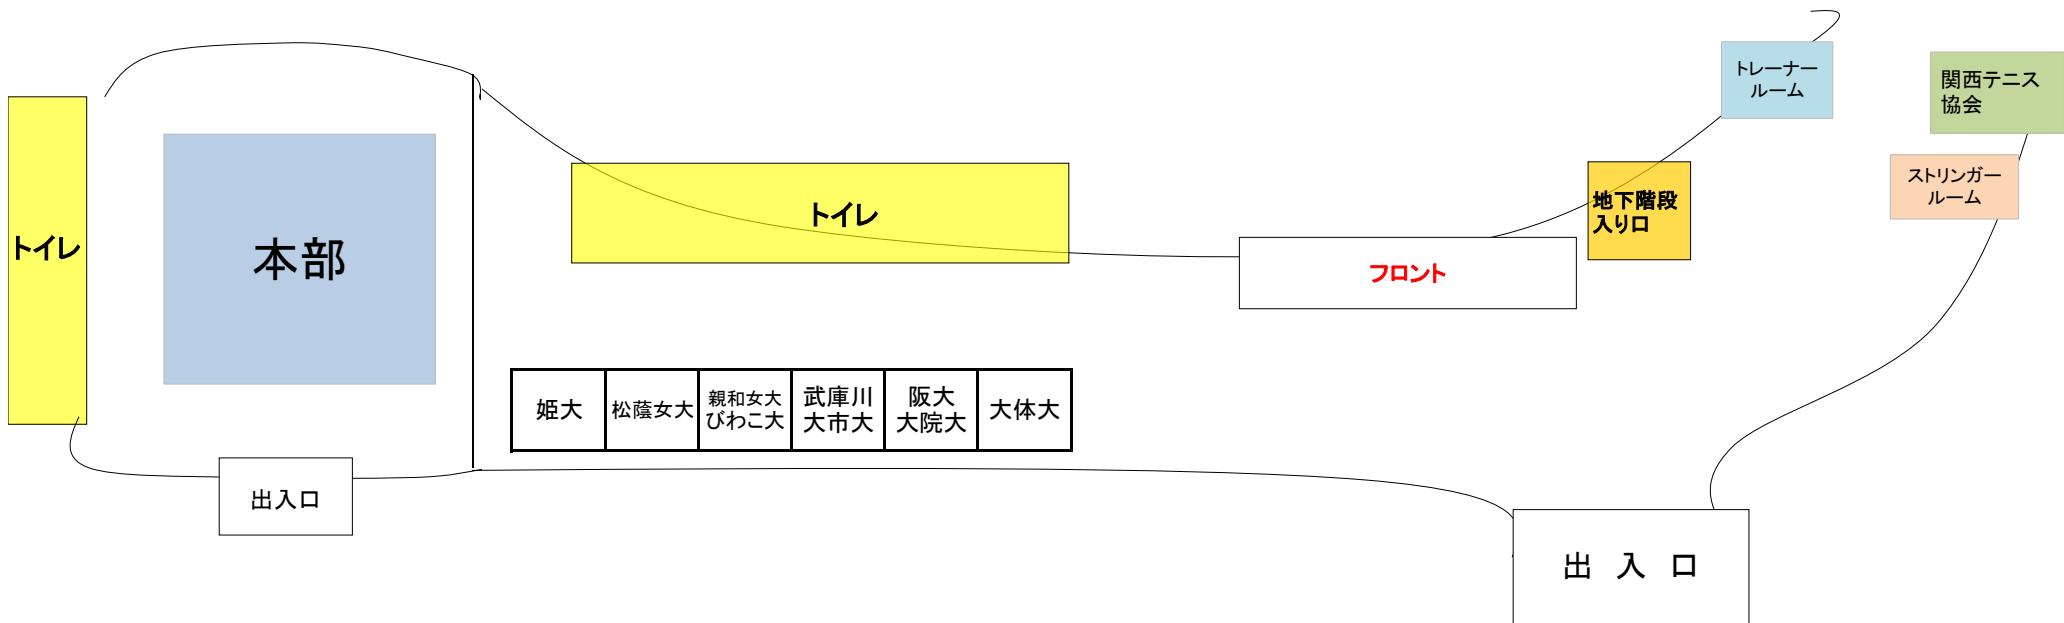 トレーナー
ルーム
関西テニス
協会
ストリンガー
ルーム
トイレ
本部
トイレ
地下階段
入り口
フロント
姫大
松蔭女大
親和女大
びわこ大
武庫川
大市大
阪大
大院大
大体大
出入口
出　入　口